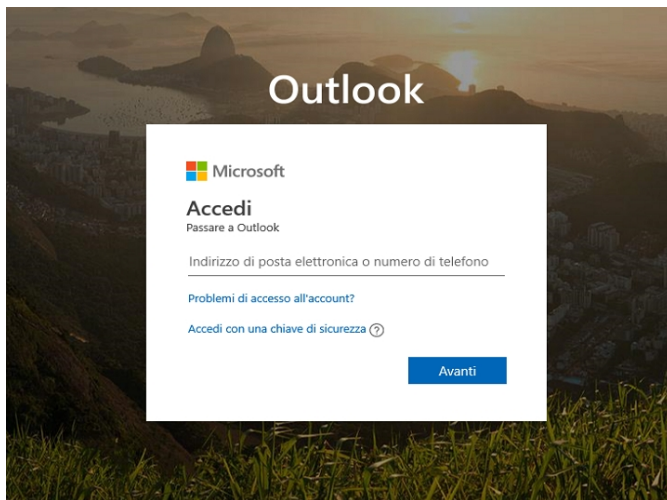 Outlook
Microsoft
Accedi
Passare a Outlook
Indirizzo di posta elettronica o numero di telefono
Problemi di accesso all'account?
Accedi con una chiave di sicurezza ?
Avanti